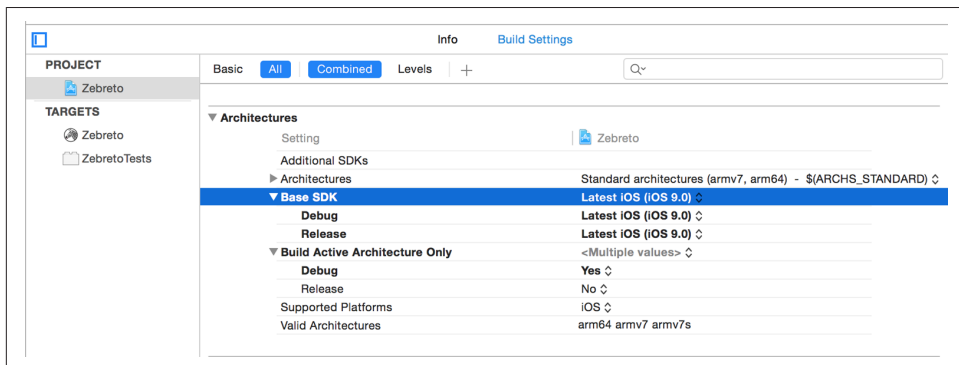 Info Build Settings
PROJECT
Zebreto
TARGETS
Zebreto
ZebretoTests
Basic All Combined Levels +
Architectures
Setting Zebreto
Additional SDKs
Architectures Standard architectures (armv7, arm64) - $(ARCHS_STANDARD)
Base SDK Latest iOS (iOS 9.0)
Debug Latest iOS (iOS 9.0)
Release Latest iOS (iOS 9.0)
Build Active Architecture Only <Multiple values>
Debug Yes
Release No
Supported Platforms iOS
Valid Architectures arm64 armv7 armv7s